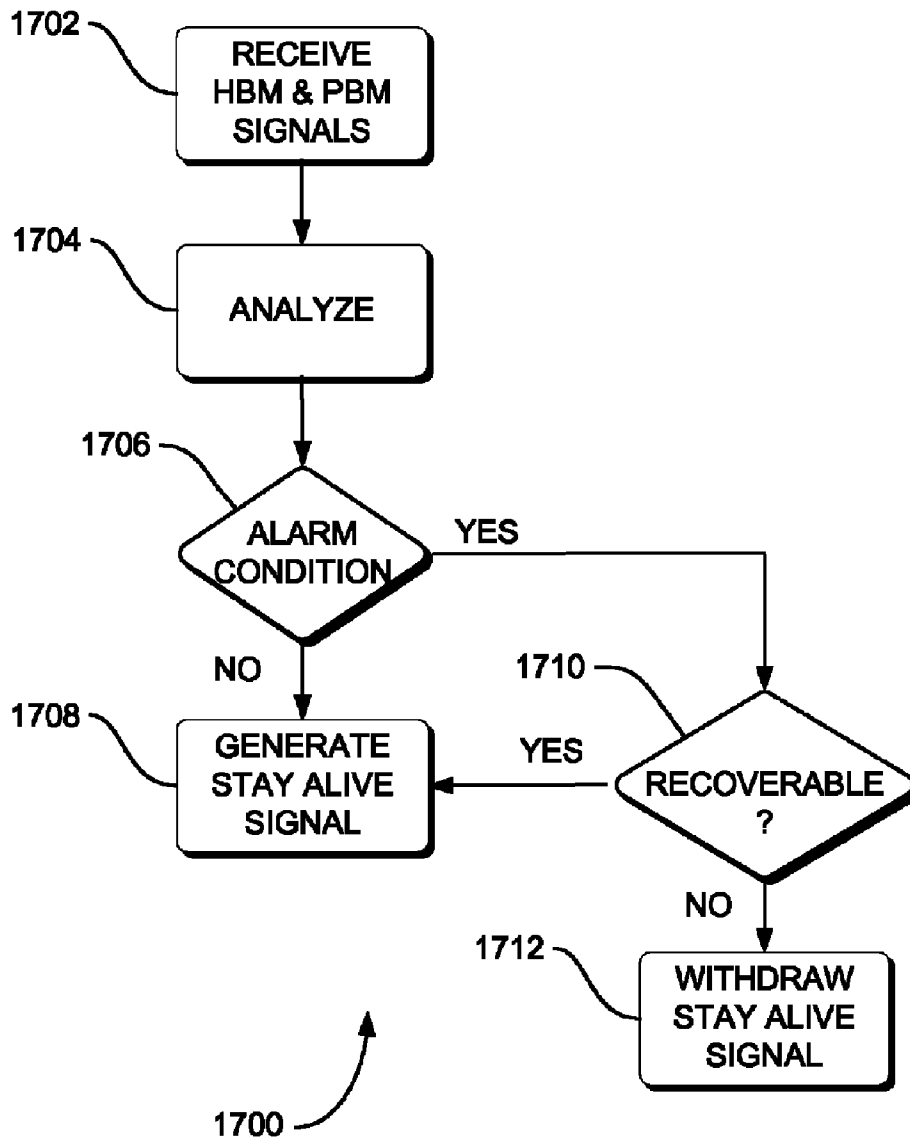 1702
RECEIVE
HBM & PBM
SIGNALS
1704
ANALYZE
1706
ALARM
CONDITION
YES
NO
1710
1708
GENERATE
STAY ALIVE
SIGNAL
YES
RECOVERABLE
?
NO
1712
WITHDRAW
STAY ALIVE
SIGNAL
1700